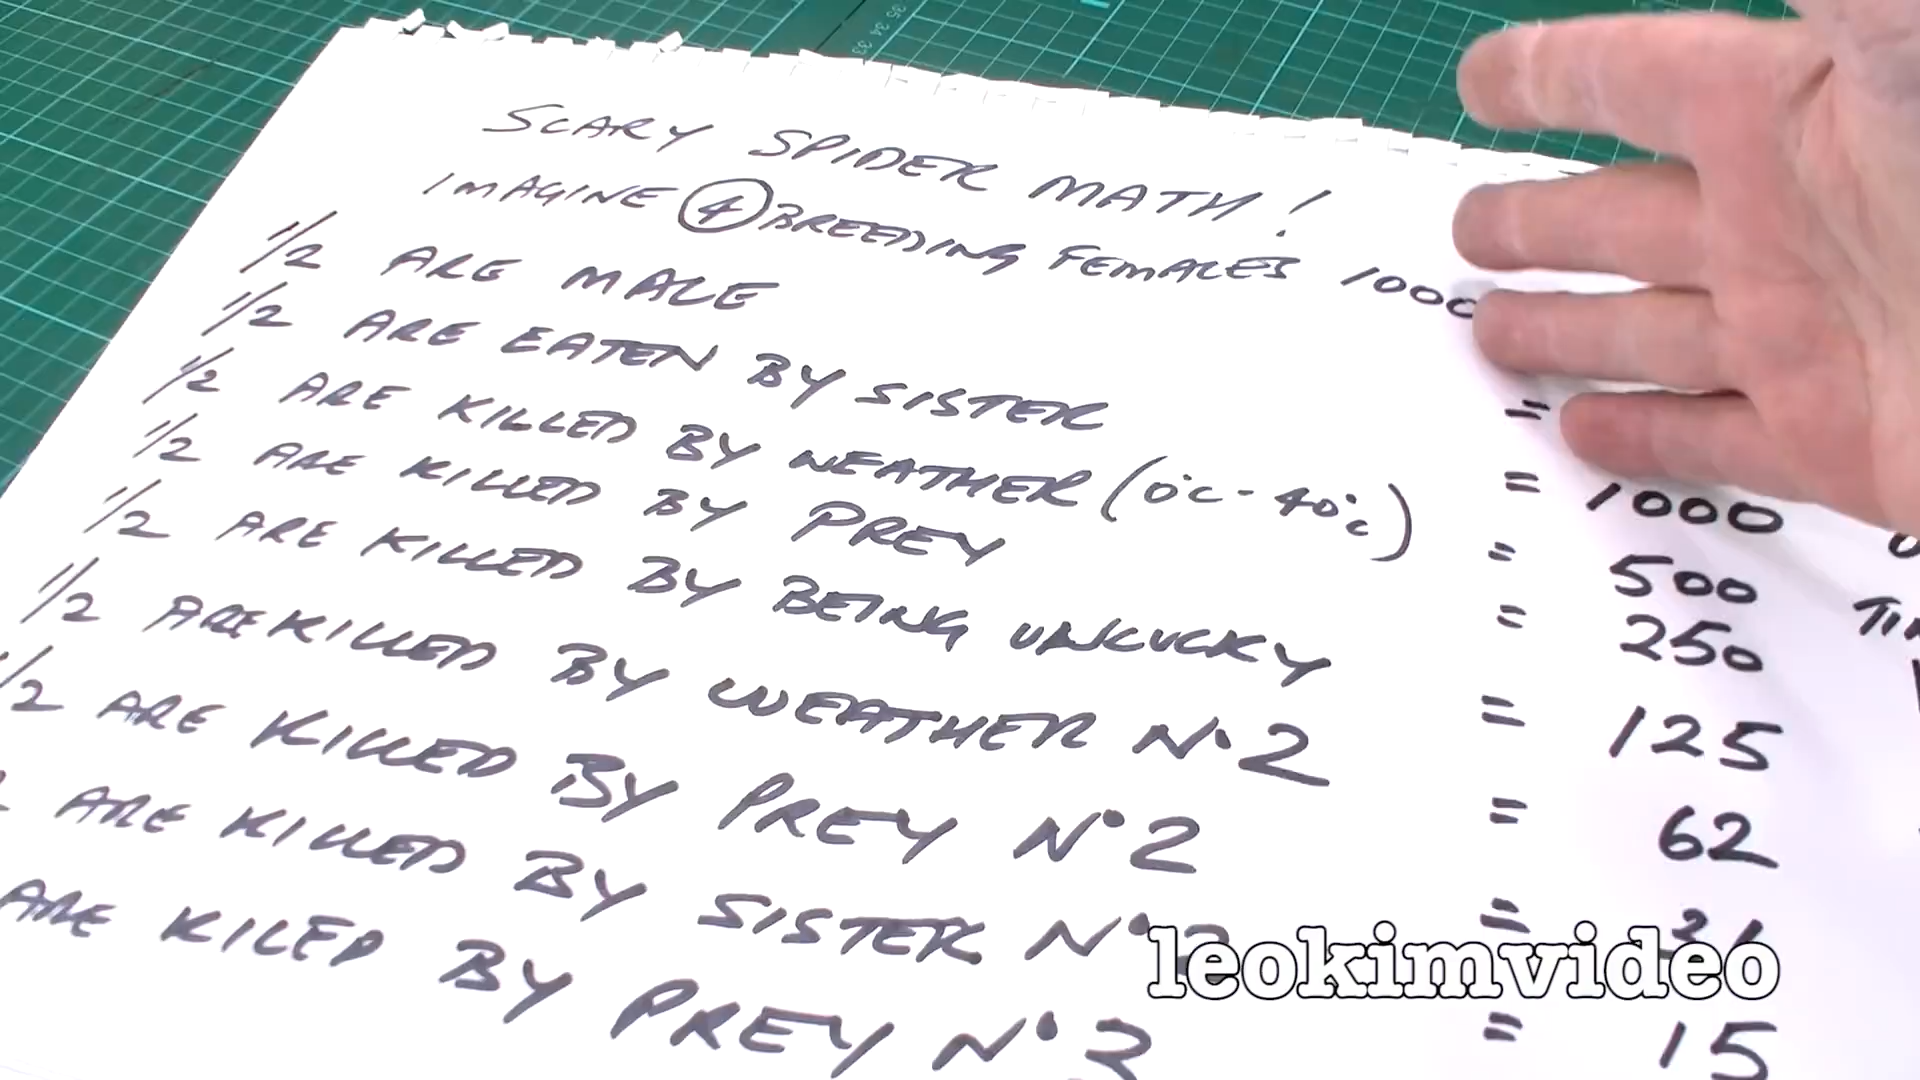 SCARY SPIDER MATH!
IMAGINE 4 BREEDING FEMALES 1000
1/2 ARE MALE =
1/2 ARE EATEN BY SISTER = 1000
1/2 ARE KILLED BY WEATHER (0°C - 40°C) = 500
1/2 ARE KILLED BY PREY = 250
1/2 ARE KILLED BY BEING UNLUCKY = 125
1/2 ARE KILLED BY WEATHER N°2 = 62
1/2 ARE KILLED BY PREY N°2 = 31
ARE KILLED BY SISTER N°2 = 15
ARE KILED BY PREY N°3
leokimvideo